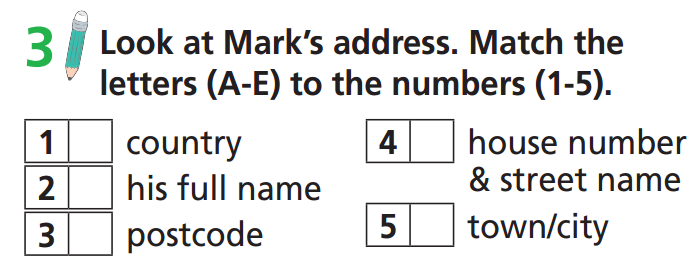 3 Look at Mark's address. Match the
letters (A-E) to the numbers (1-5).
1 country
2 his full name
3 postcode
4 house number
& street name
5 town/city